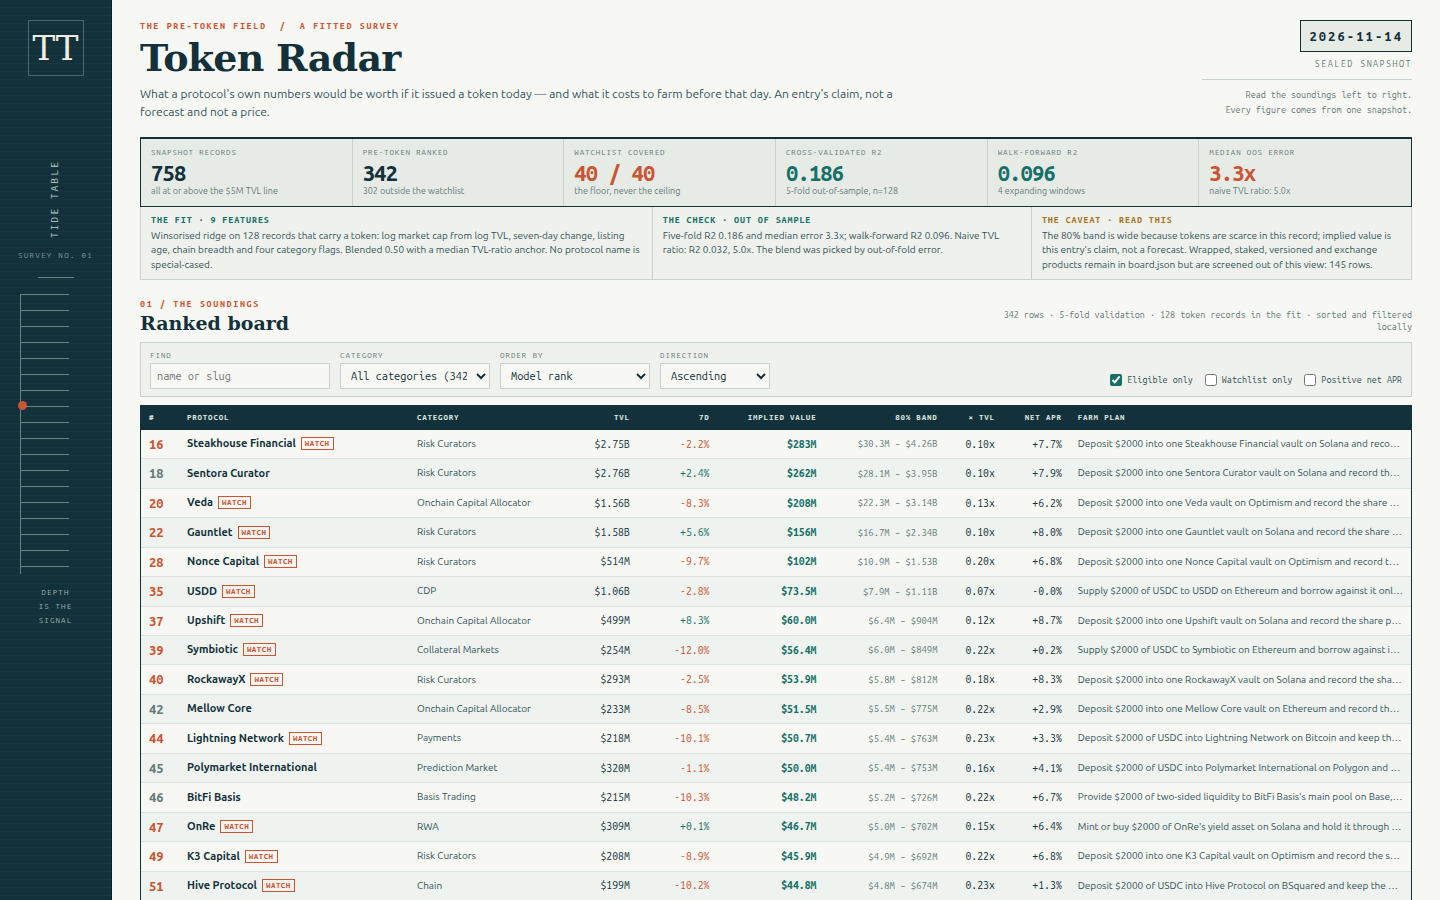 TT
TIDE TABLE
SURVEY NO. 01
DEPTH
IS THE
SIGNAL
THE PRE-TOKEN FIELD / A FITTED SURVEY
Token Radar
What a protocol's own numbers would be worth if it issued a token today — and what it costs to farm before that day. An entry's claim, not a
forecast and not a price.
2026-11-14
SEALED SNAPSHOT
Read the soundings left to right.
Every figure comes from one snapshot.
SNAPSHOT RECORDS
758
all at or above the $5M TVL line
PRE-TOKEN RANKED
342
302 outside the watchlist
WATCHLIST COVERED
40 / 40
the floor, never the ceiling
CROSS-VALIDATED R2
0.186
5-fold out-of-sample, n=128
WALK-FORWARD R2
0.096
4 expanding windows
MEDIAN OOS ERROR
3.3x
naive TVL ratio: 5.0x
THE FIT · 9 FEATURES
Winsorised ridge on 128 records that carry a token: log market cap from log TVL, seven-day change, listing
age, chain breadth and four category flags. Blended 0.50 with a median TVL-ratio anchor. No protocol name is
special-cased.
THE CHECK · OUT OF SAMPLE
Five-fold R2 0.186 and median error 3.3x; walk-forward R2 0.096. Naive TVL
ratio: R2 0.032, 5.0x. The blend was picked by out-of-fold error.
THE CAVEAT · READ THIS
The 80% band is wide because tokens are scarce in this record; implied value is
this entry's claim, not a forecast. Wrapped, staked, versioned and exchange
products remain in board.json but are screened out of this view: 145 rows.
01 / THE SOUNDINGS
Ranked board
342 rows · 5-fold validation · 128 token records in the fit · sorted and filtered
locally
FIND
name or slug
CATEGORY
All categories (342
ORDER BY
Model rank
DIRECTION
Ascending
Eligible only
Watchlist only
Positive net APR
# PROTOCOL CATEGORY TVL 7D IMPLIED VALUE 80% BAND × TVL NET APR FARM PLAN
16 Steakhouse Financial WATCH Risk Curators $2.75B -2.2% $283M $30.3M – $4.26B 0.10x +7.7% Deposit $2000 into one Steakhouse Financial vault on Solana and reco…
18 Sentora Curator Risk Curators $2.76B +2.4% $262M $28.1M – $3.95B 0.10x +7.9% Deposit $2000 into one Sentora Curator vault on Solana and record th…
20 Veda WATCH Onchain Capital Allocator $1.56B -8.3% $208M $22.3M – $3.14B 0.13x +6.2% Deposit $2000 into one Veda vault on Optimism and record the share …
22 Gauntlet WATCH Risk Curators $1.58B +5.6% $156M $16.7M – $2.34B 0.10x +8.0% Deposit $2000 into one Gauntlet vault on Solana and record the share …
28 Nonce Capital WATCH Risk Curators $514M -9.7% $102M $10.9M – $1.53B 0.20x +6.8% Deposit $2000 into one Nonce Capital vault on Optimism and record t…
35 USDD WATCH CDP $1.06B -2.8% $73.5M $7.9M – $1.11B 0.07x -0.0% Supply $2000 of USDC to USDD on Ethereum and borrow against it onl…
37 Upshift WATCH Onchain Capital Allocator $499M +8.3% $60.0M $6.4M – $904M 0.12x +8.7% Deposit $2000 into one Upshift vault on Solana and record the share p…
39 Symbiotic WATCH Collateral Markets $254M -12.0% $56.4M $6.0M – $849M 0.22x +0.2% Supply $2000 of USDC to Symbiotic on Ethereum and borrow against i…
40 RockawayX WATCH Risk Curators $293M -2.5% $53.9M $5.8M – $812M 0.18x +8.3% Deposit $2000 into one RockawayX vault on Solana and record the sha…
42 Mellow Core Onchain Capital Allocator $233M -8.5% $51.5M $5.5M – $775M 0.22x +2.9% Deposit $2000 into one Mellow Core vault on Ethereum and record th…
44 Lightning Network WATCH Payments $218M -10.1% $50.7M $5.4M – $763M 0.23x +3.3% Deposit $2000 of USDC into Lightning Network on Bitcoin and keep th…
45 Polymarket International Prediction Market $320M -1.1% $50.0M $5.4M – $753M 0.16x +4.1% Deposit $2000 of USDC into Polymarket International on Polygon and …
46 BitFi Basis Basis Trading $215M -10.3% $48.2M $5.2M – $726M 0.22x +6.7% Provide $2000 of two-sided liquidity to BitFi Basis's main pool on Base,…
47 OnRe WATCH RWA $309M +0.1% $46.7M $5.0M – $702M 0.15x +6.4% Mint or buy $2000 of OnRe's yield asset on Solana and hold it through …
49 K3 Capital WATCH Risk Curators $208M -8.9% $45.9M $4.9M – $692M 0.22x +6.8% Deposit $2000 into one K3 Capital vault on Optimism and record the s…
51 Hive Protocol WATCH Chain $199M -10.2% $44.8M $4.8M – $674M 0.23x +1.3% Deposit $2000 of USDC into Hive Protocol on BSquared and keep the …